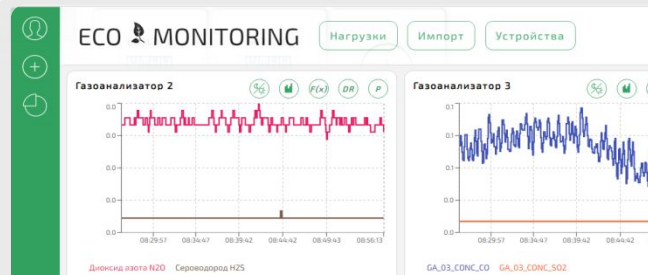 ECO MONITORING Нагрузки Импорт Устройства
Газоанализатор 2 % F(x) DR P
Газоанализатор 3 %
0.0
0.0
0.0
0.0
0.0
08:29:57 08:34:47 08:39:42 08:44:42 08:49:43 08:56:13
Диоксид азота N2O Сероводород H2S
0.1
0.1
0.1
0.0
0.0
08:29:57 08:34:47 08:39:42 08:44:42
GA_03_CONC_CO GA_03_CONC_SO2